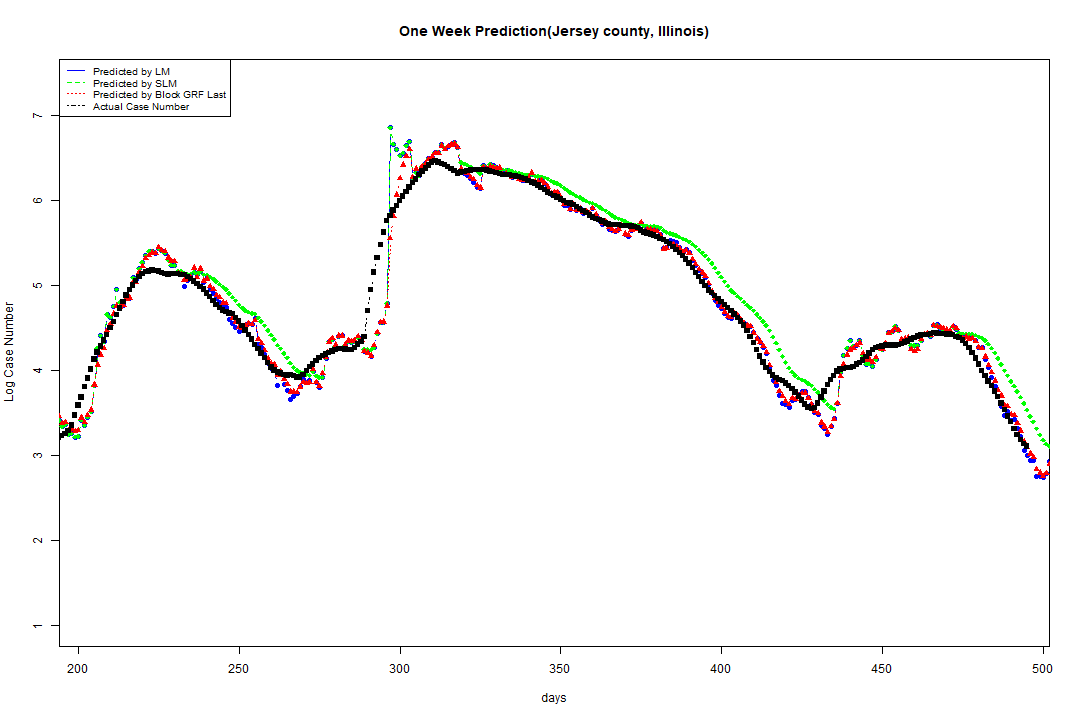 One Week Prediction(Jersey county, Illinois)
Predicted by LM
Predicted by SLM
Predicted by Block GRF Last
Actual Case Number
7
6
5
4
3
2
1
Log Case Number
200 250 300 350 400 450 500
days